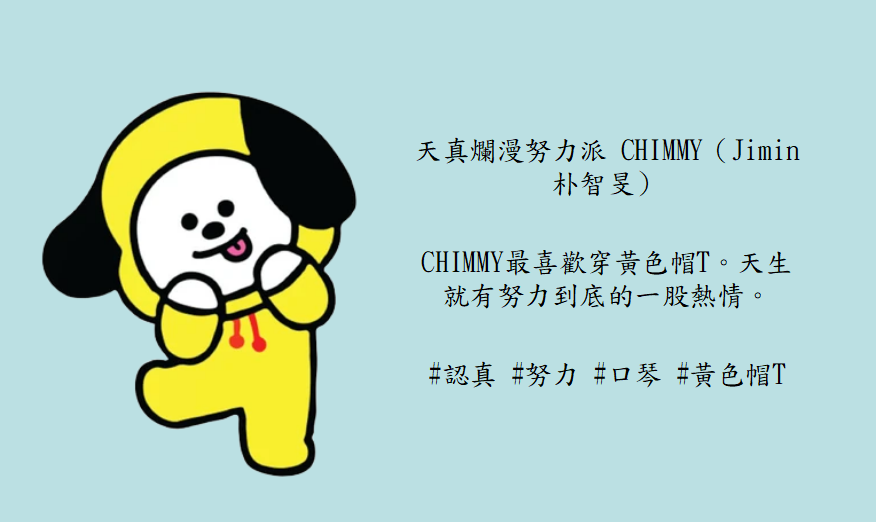 天真爛漫努力派 CHIMMY（Jimin
朴智旻）
CHIMMY最喜歡穿黃色帽T。天生
就有努力到底的一股熱情。
#認真 #努力 #口琴 #黃色帽T